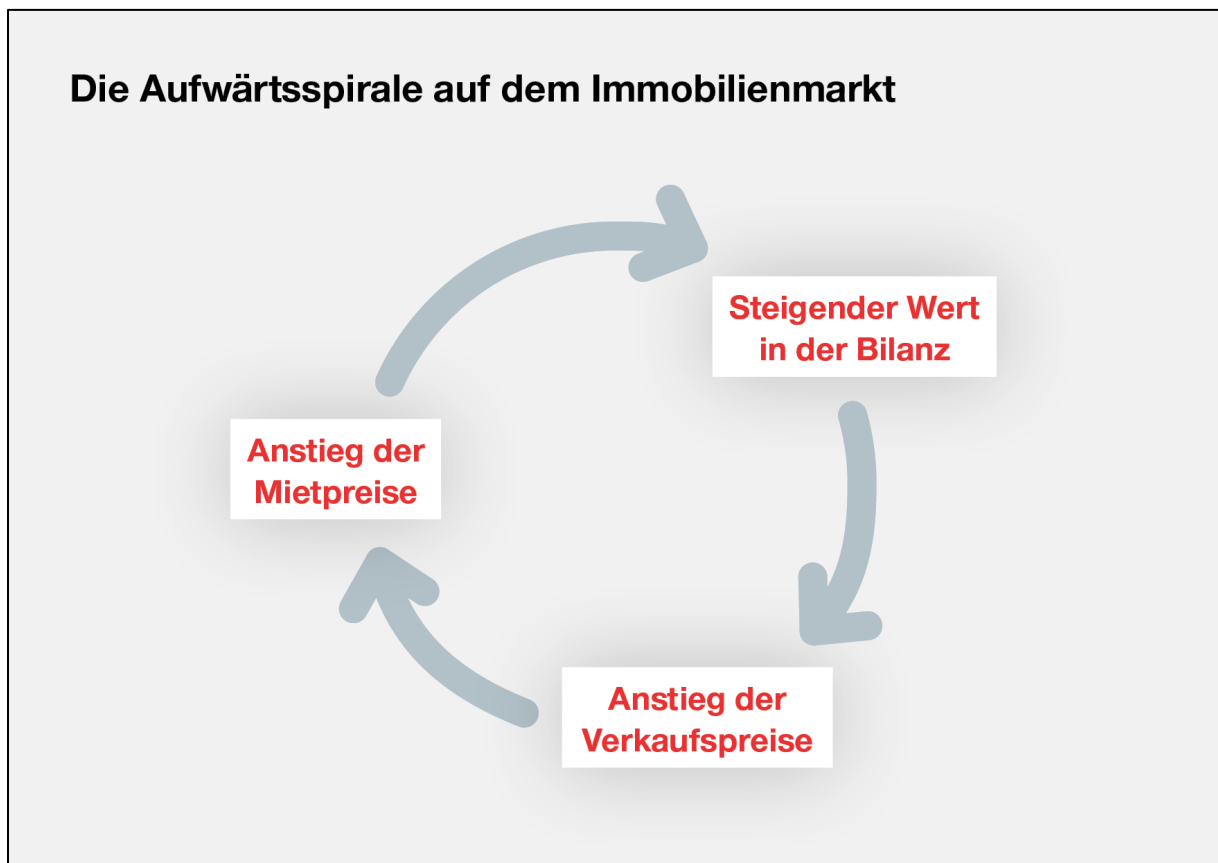 Die Aufwärtsspirale auf dem Immobilienmarkt
Steigender Wert
in der Bilanz
Anstieg der
Mietpreise
Anstieg der
Verkaufspreise